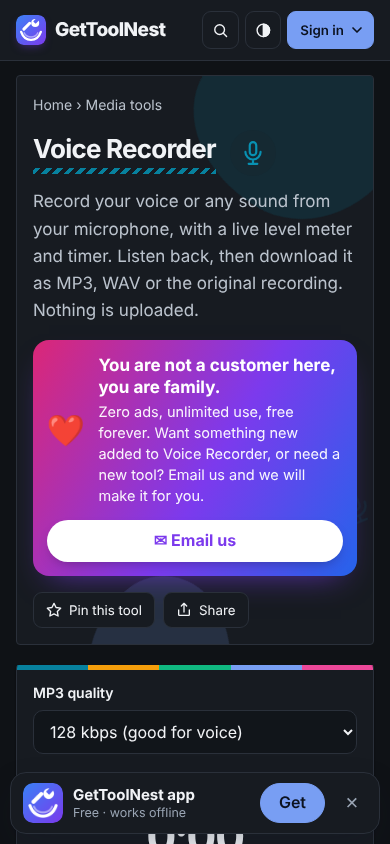 GetToolNest
Sign in
Home › Media tools
Voice Recorder
Record your voice or any sound from
your microphone, with a live level meter
and timer. Listen back, then download it
as MP3, WAV or the original recording.
Nothing is uploaded.
You are not a customer here,
you are family.
Zero ads, unlimited use, free
forever. Want something new
added to Voice Recorder, or need a
new tool? Email us and we will
make it for you.
✉ Email us
Pin this tool
Share
MP3 quality
128 kbps (good for voice)
GetToolNest app
Free · works offline
Get
✕